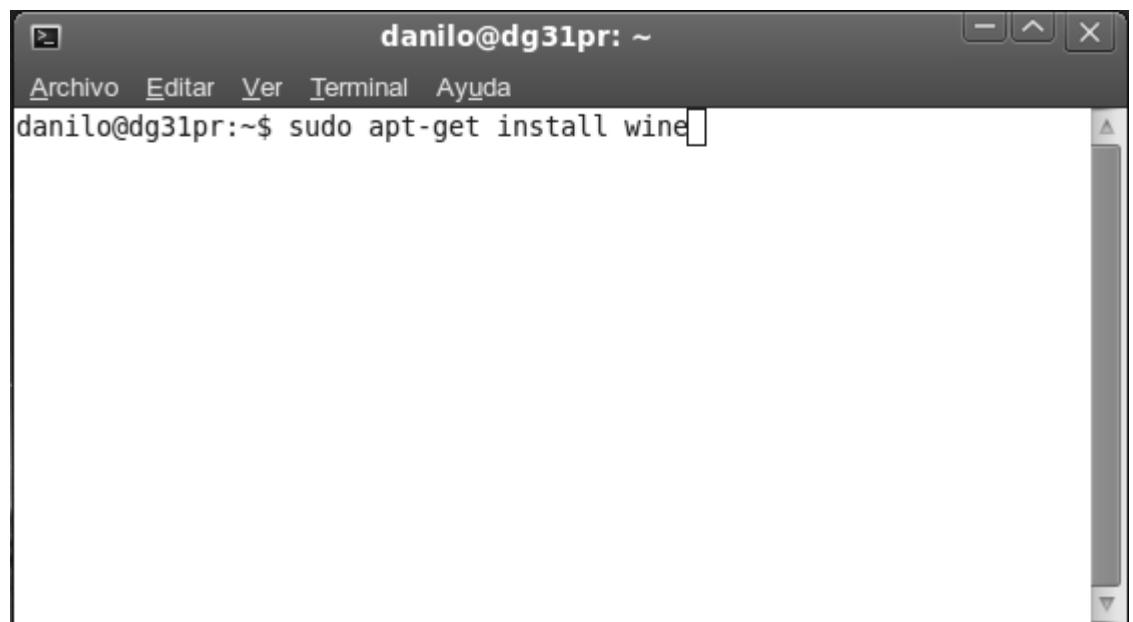 danilo@dg31pr: ~
Archivo Editar Ver Terminal Ayuda
danilo@dg31pr:~$ sudo apt-get install wine